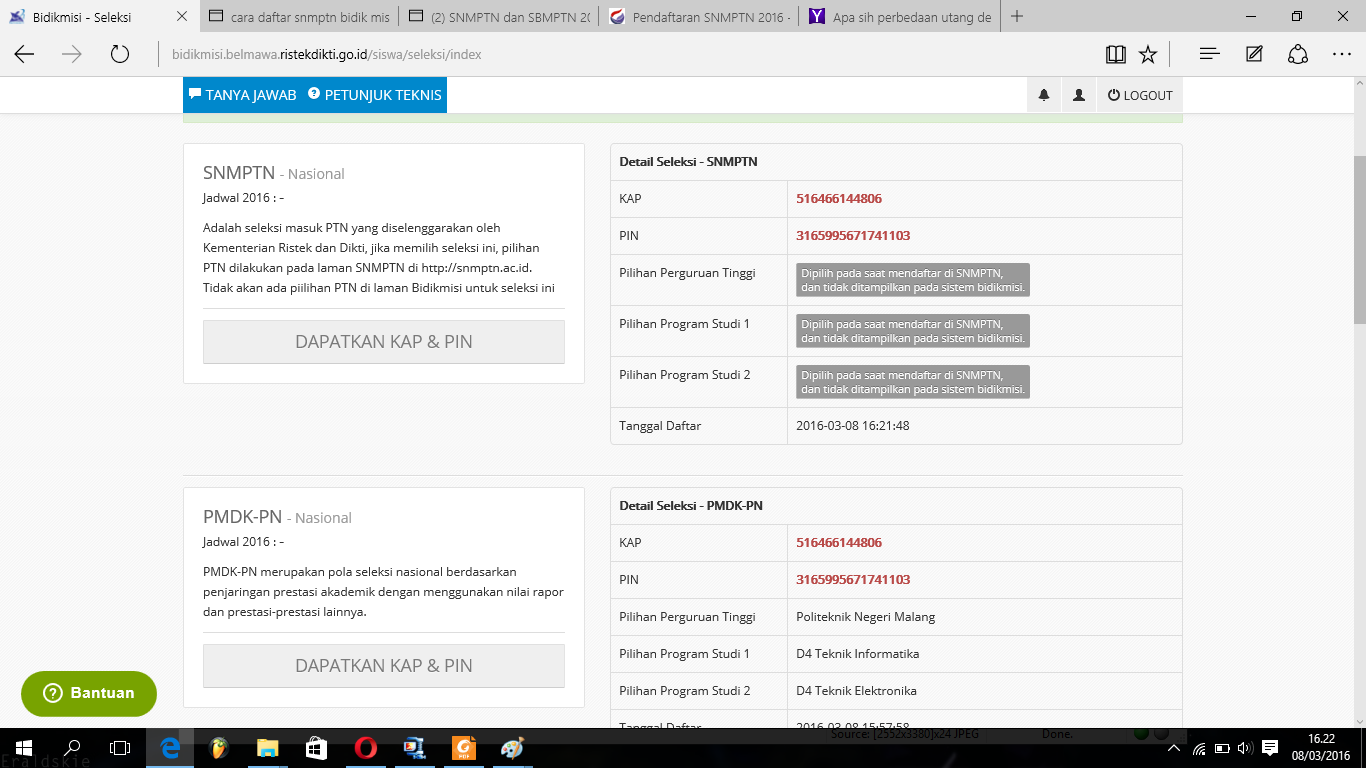 Bidikmisi - Seleksi
cara daftar snmptn bidik mis
(2) SNMPTN dan SBMPTN 20
Pendaftaran SNMPTN 2016 -
Apa sih perbedaan utang de
bidikmisi.belmawa.ristekdikti.go.id/siswa/seleksi/index
TANYA JAWAB
PETUNJUK TEKNIS
LOGOUT
SNMPTN - Nasional
Jadwal 2016 : -
Adalah seleksi masuk PTN yang diselenggarakan oleh
Kementerian Ristek dan Dikti, jika memilih seleksi ini, pilihan
PTN dilakukan pada laman SNMPTN di http://snmptn.ac.id.
Tidak akan ada piilihan PTN di laman Bidikmisi untuk seleksi ini
DAPATKAN KAP & PIN
Detail Seleksi - SNMPTN
KAP 516466144806
PIN 3165995671741103
Pilihan Perguruan Tinggi
Dipilih pada saat mendaftar di SNMPTN,
dan tidak ditampilkan pada sistem bidikmisi.
Pilihan Program Studi 1
Dipilih pada saat mendaftar di SNMPTN,
dan tidak ditampilkan pada sistem bidikmisi.
Pilihan Program Studi 2
Dipilih pada saat mendaftar di SNMPTN,
dan tidak ditampilkan pada sistem bidikmisi.
Tanggal Daftar 2016-03-08 16:21:48
PMDK-PN - Nasional
Jadwal 2016 : -
PMDK-PN merupakan pola seleksi nasional berdasarkan
penjaringan prestasi akademik dengan menggunakan nilai rapor
dan prestasi-prestasi lainnya.
DAPATKAN KAP & PIN
Detail Seleksi - PMDK-PN
KAP 516466144806
PIN 3165995671741103
Pilihan Perguruan Tinggi Politeknik Negeri Malang
Pilihan Program Studi 1 D4 Teknik Informatika
Pilihan Program Studi 2 D4 Teknik Elektronika
Tanggal Daftar 2016-03-08 15:57:58
Bantuan
Source: [2552x3380]x24 JPEG
Done.
16.22
08/03/2016
Eraldskie